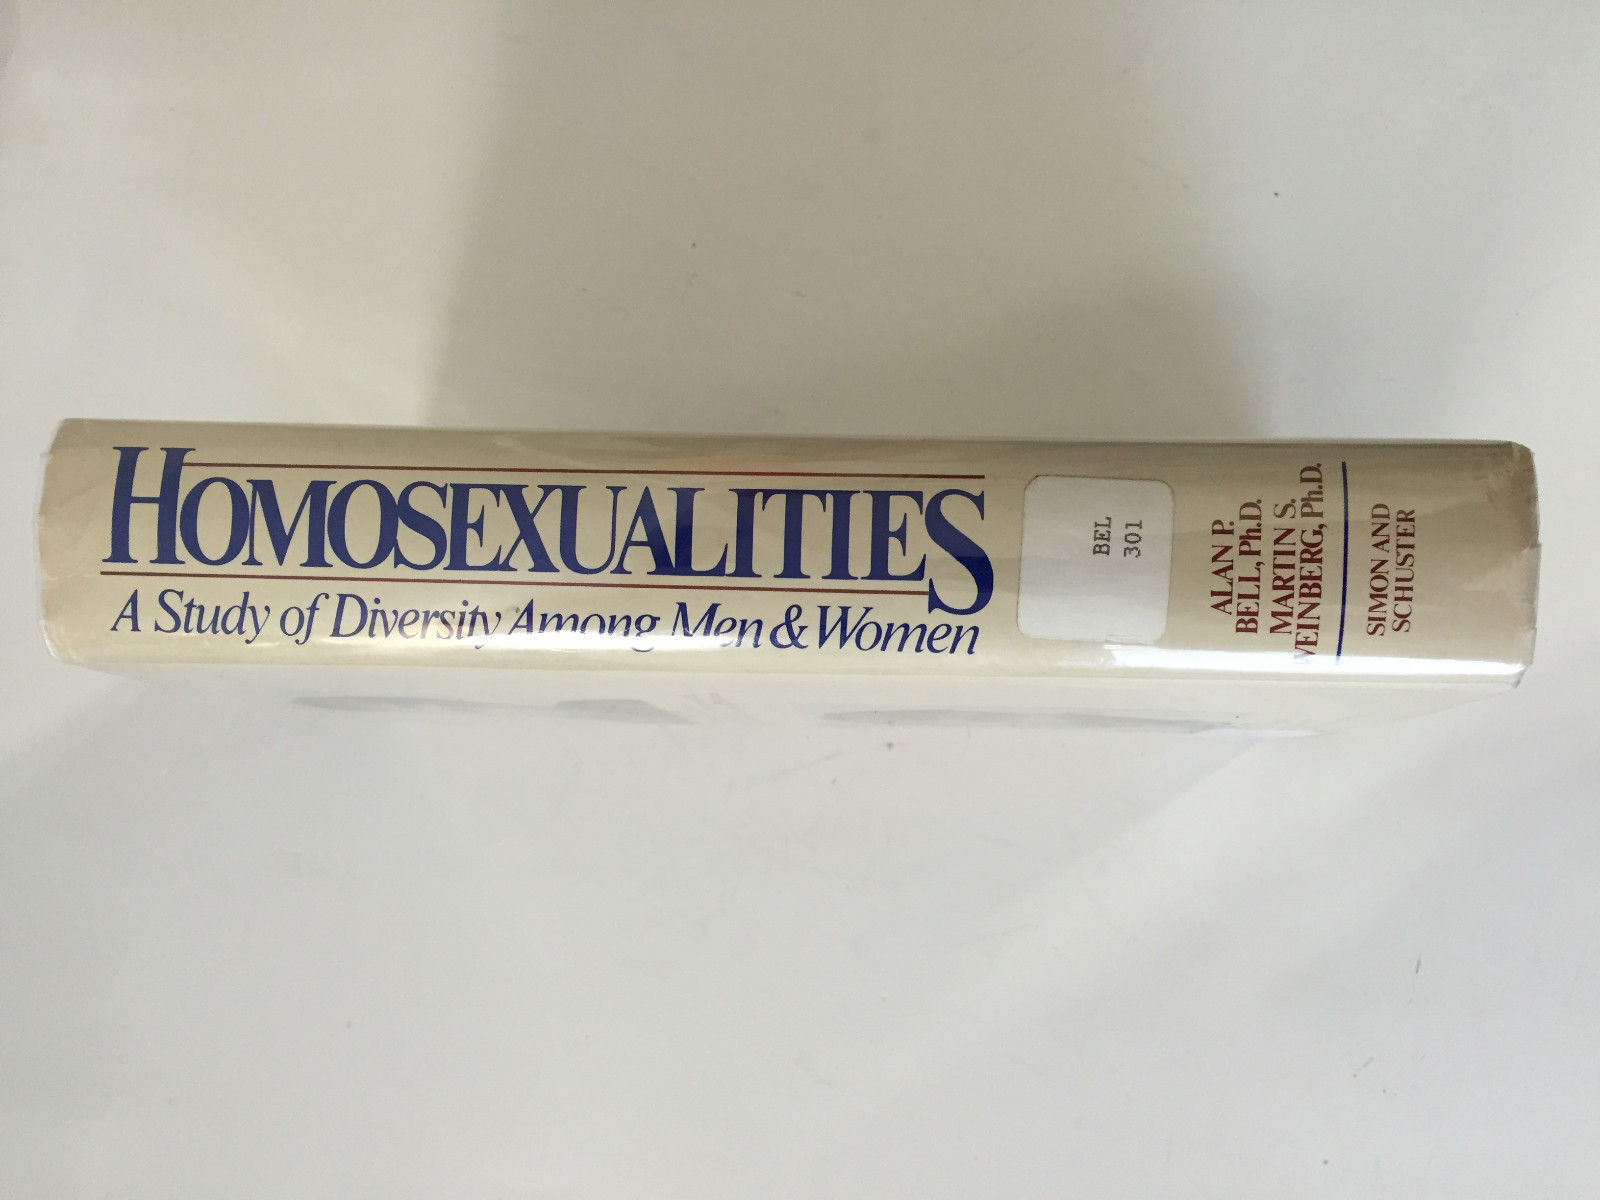 HOMOSEXUALITIES
A Study of Diversity Among Men & Women
BEL
301
ALAN P.
BELL, Ph.D.
MARTIN S.
WEINBERG, Ph.D.
SIMON AND
SCHUSTER